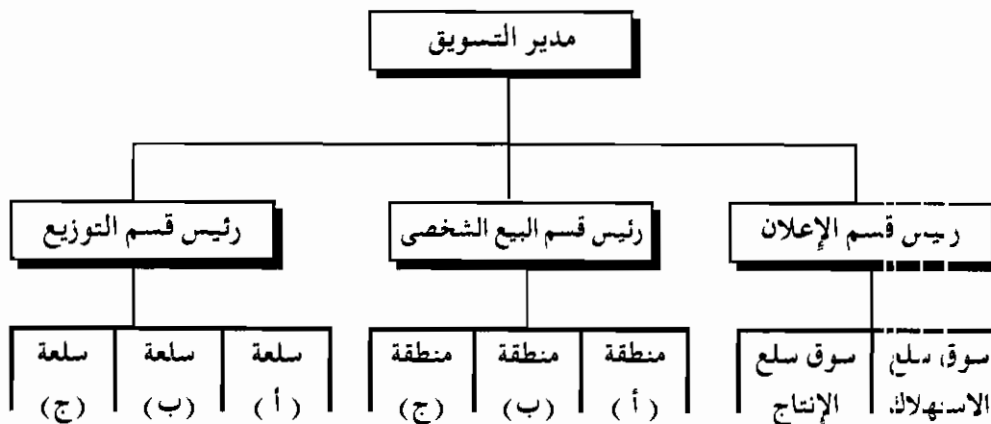 مدير التسويق
رئيس قسم الإعلان
رئيس قسم البيع الشخصى
رئيس قسم التوزيع
سوق سلع
الاستهلاك
سوق سلع
الإنتاج
منطقة
(أ)
منطقة
(ب)
منطقة
(ج)
سلعة
(أ)
سلعة
(ب)
سلعة
(ج)